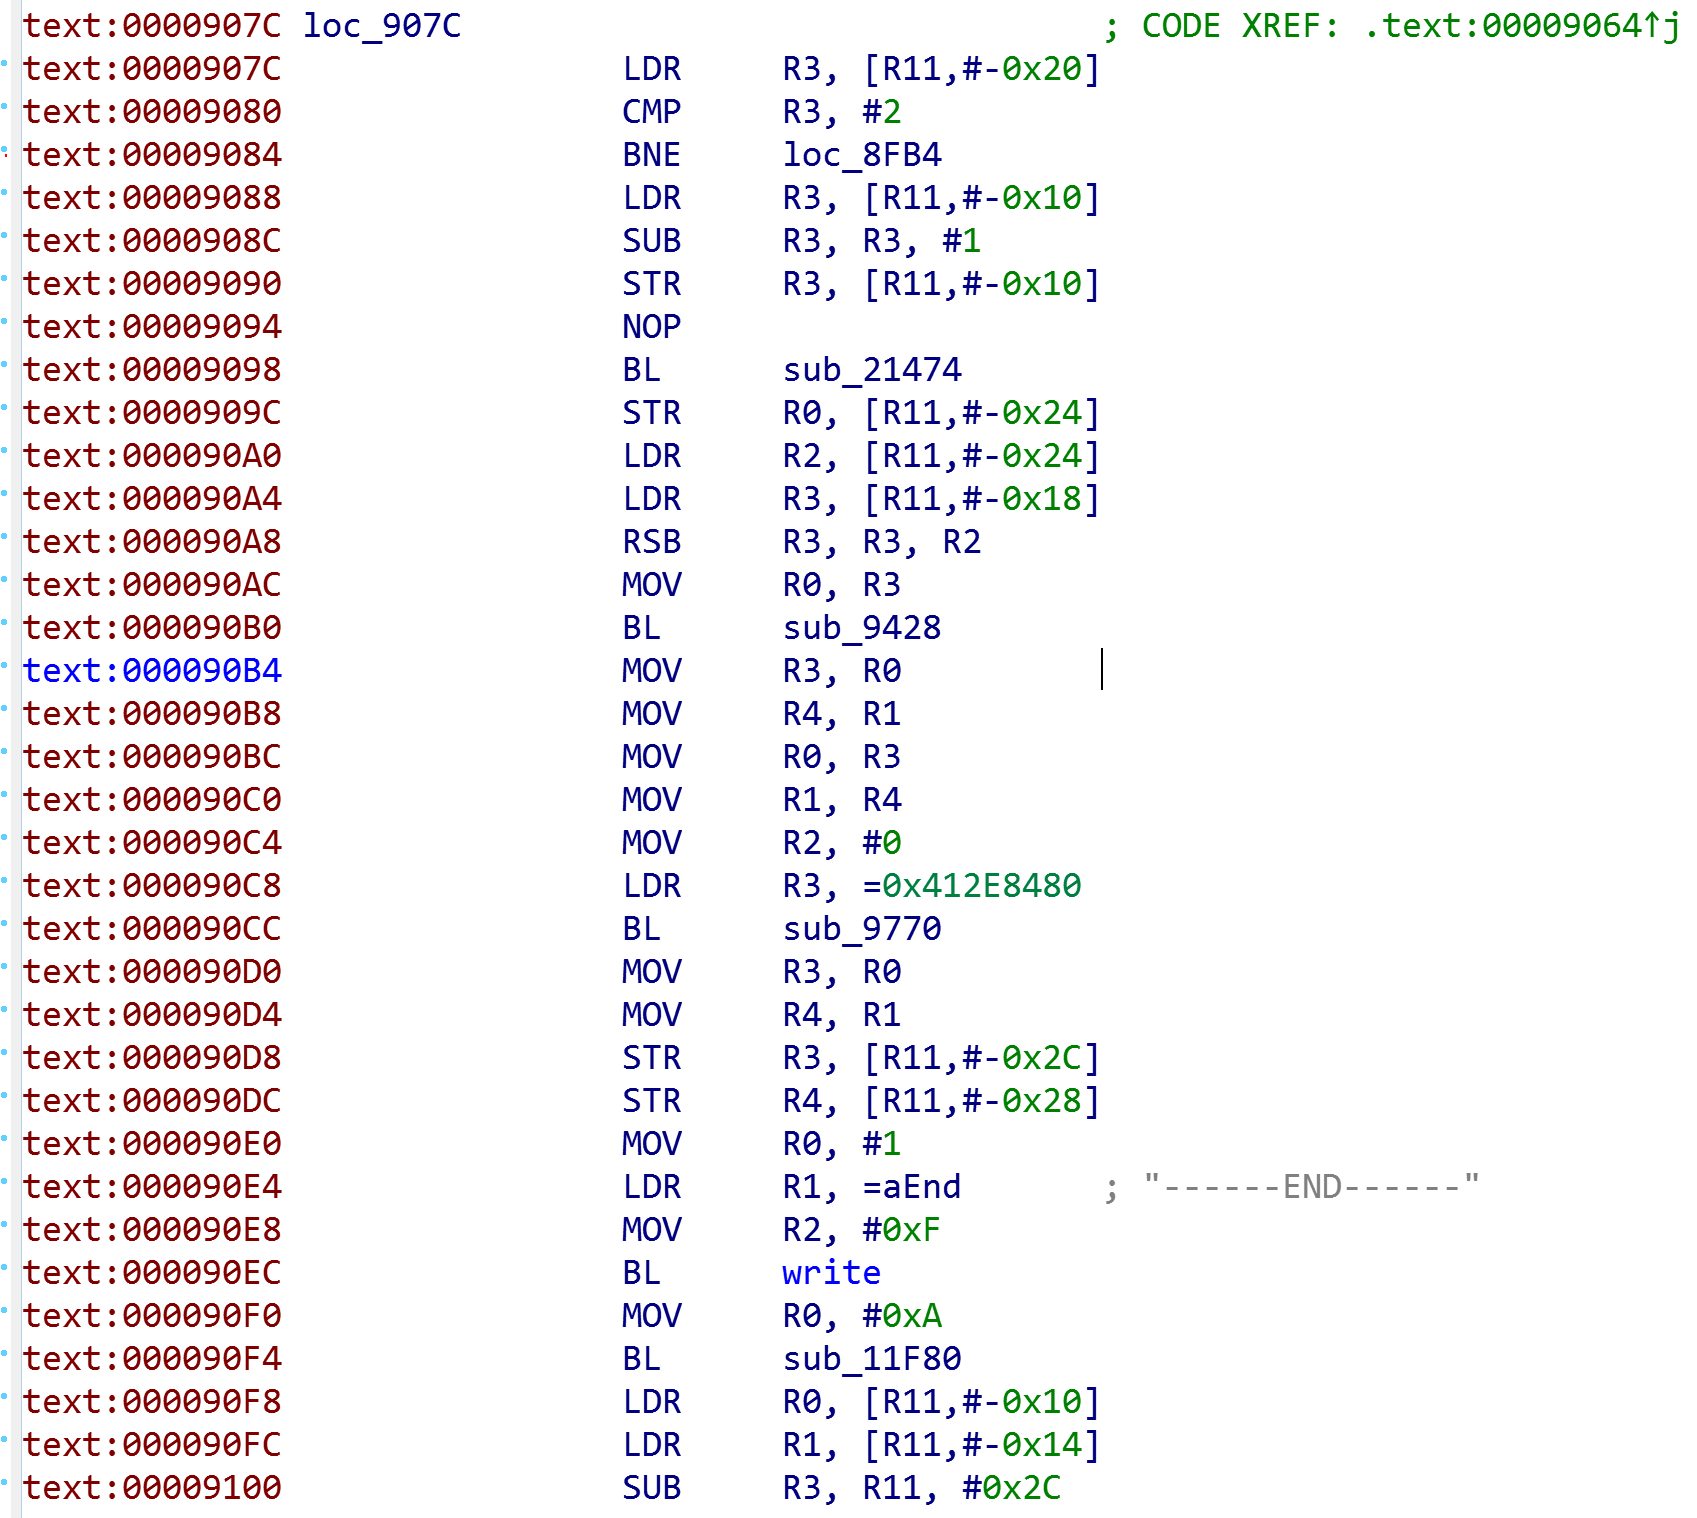 text:0000907C loc_907C ; CODE XREF: .text:00009064↑j
text:0000907C LDR R3, [R11,#-0x20]
text:00009080 CMP R3, #2
text:00009084 BNE loc_8FB4
text:00009088 LDR R3, [R11,#-0x10]
text:0000908C SUB R3, R3, #1
text:00009090 STR R3, [R11,#-0x10]
text:00009094 NOP
text:00009098 BL sub_21474
text:0000909C STR R0, [R11,#-0x24]
text:000090A0 LDR R2, [R11,#-0x24]
text:000090A4 LDR R3, [R11,#-0x18]
text:000090A8 RSB R3, R3, R2
text:000090AC MOV R0, R3
text:000090B0 BL sub_9428
text:000090B4 MOV R3, R0
text:000090B8 MOV R4, R1
text:000090BC MOV R0, R3
text:000090C0 MOV R1, R4
text:000090C4 MOV R2, #0
text:000090C8 LDR R3, =0x412E8480
text:000090CC BL sub_9770
text:000090D0 MOV R3, R0
text:000090D4 MOV R4, R1
text:000090D8 STR R3, [R11,#-0x2C]
text:000090DC STR R4, [R11,#-0x28]
text:000090E0 MOV R0, #1
text:000090E4 LDR R1, =aEnd ; "------END------"
text:000090E8 MOV R2, #0xF
text:000090EC BL write
text:000090F0 MOV R0, #0xA
text:000090F4 BL sub_11F80
text:000090F8 LDR R0, [R11,#-0x10]
text:000090FC LDR R1, [R11,#-0x14]
text:00009100 SUB R3, R11, #0x2C